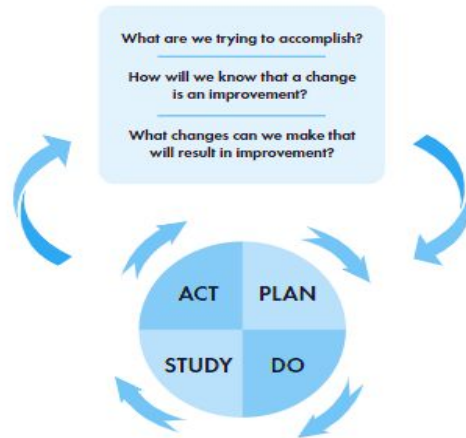 What are we trying to accomplish?
How will we know that a change
is an improvement?
What changes can we make that
will result in improvement?
ACT PLAN
STUDY DO